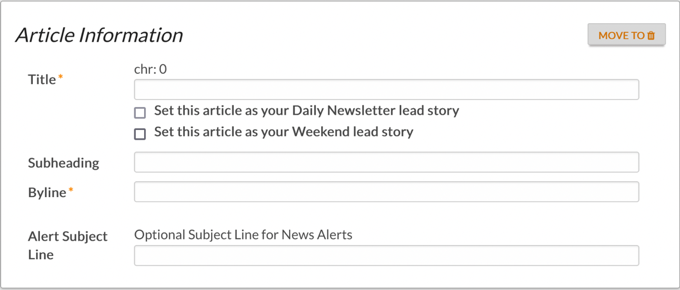 Article Information
MOVE TO
chr: 0
Title*
Set this article as your Daily Newsletter lead story
Set this article as your Weekend lead story
Subheading
Byline*
Alert Subject
Line
Optional Subject Line for News Alerts